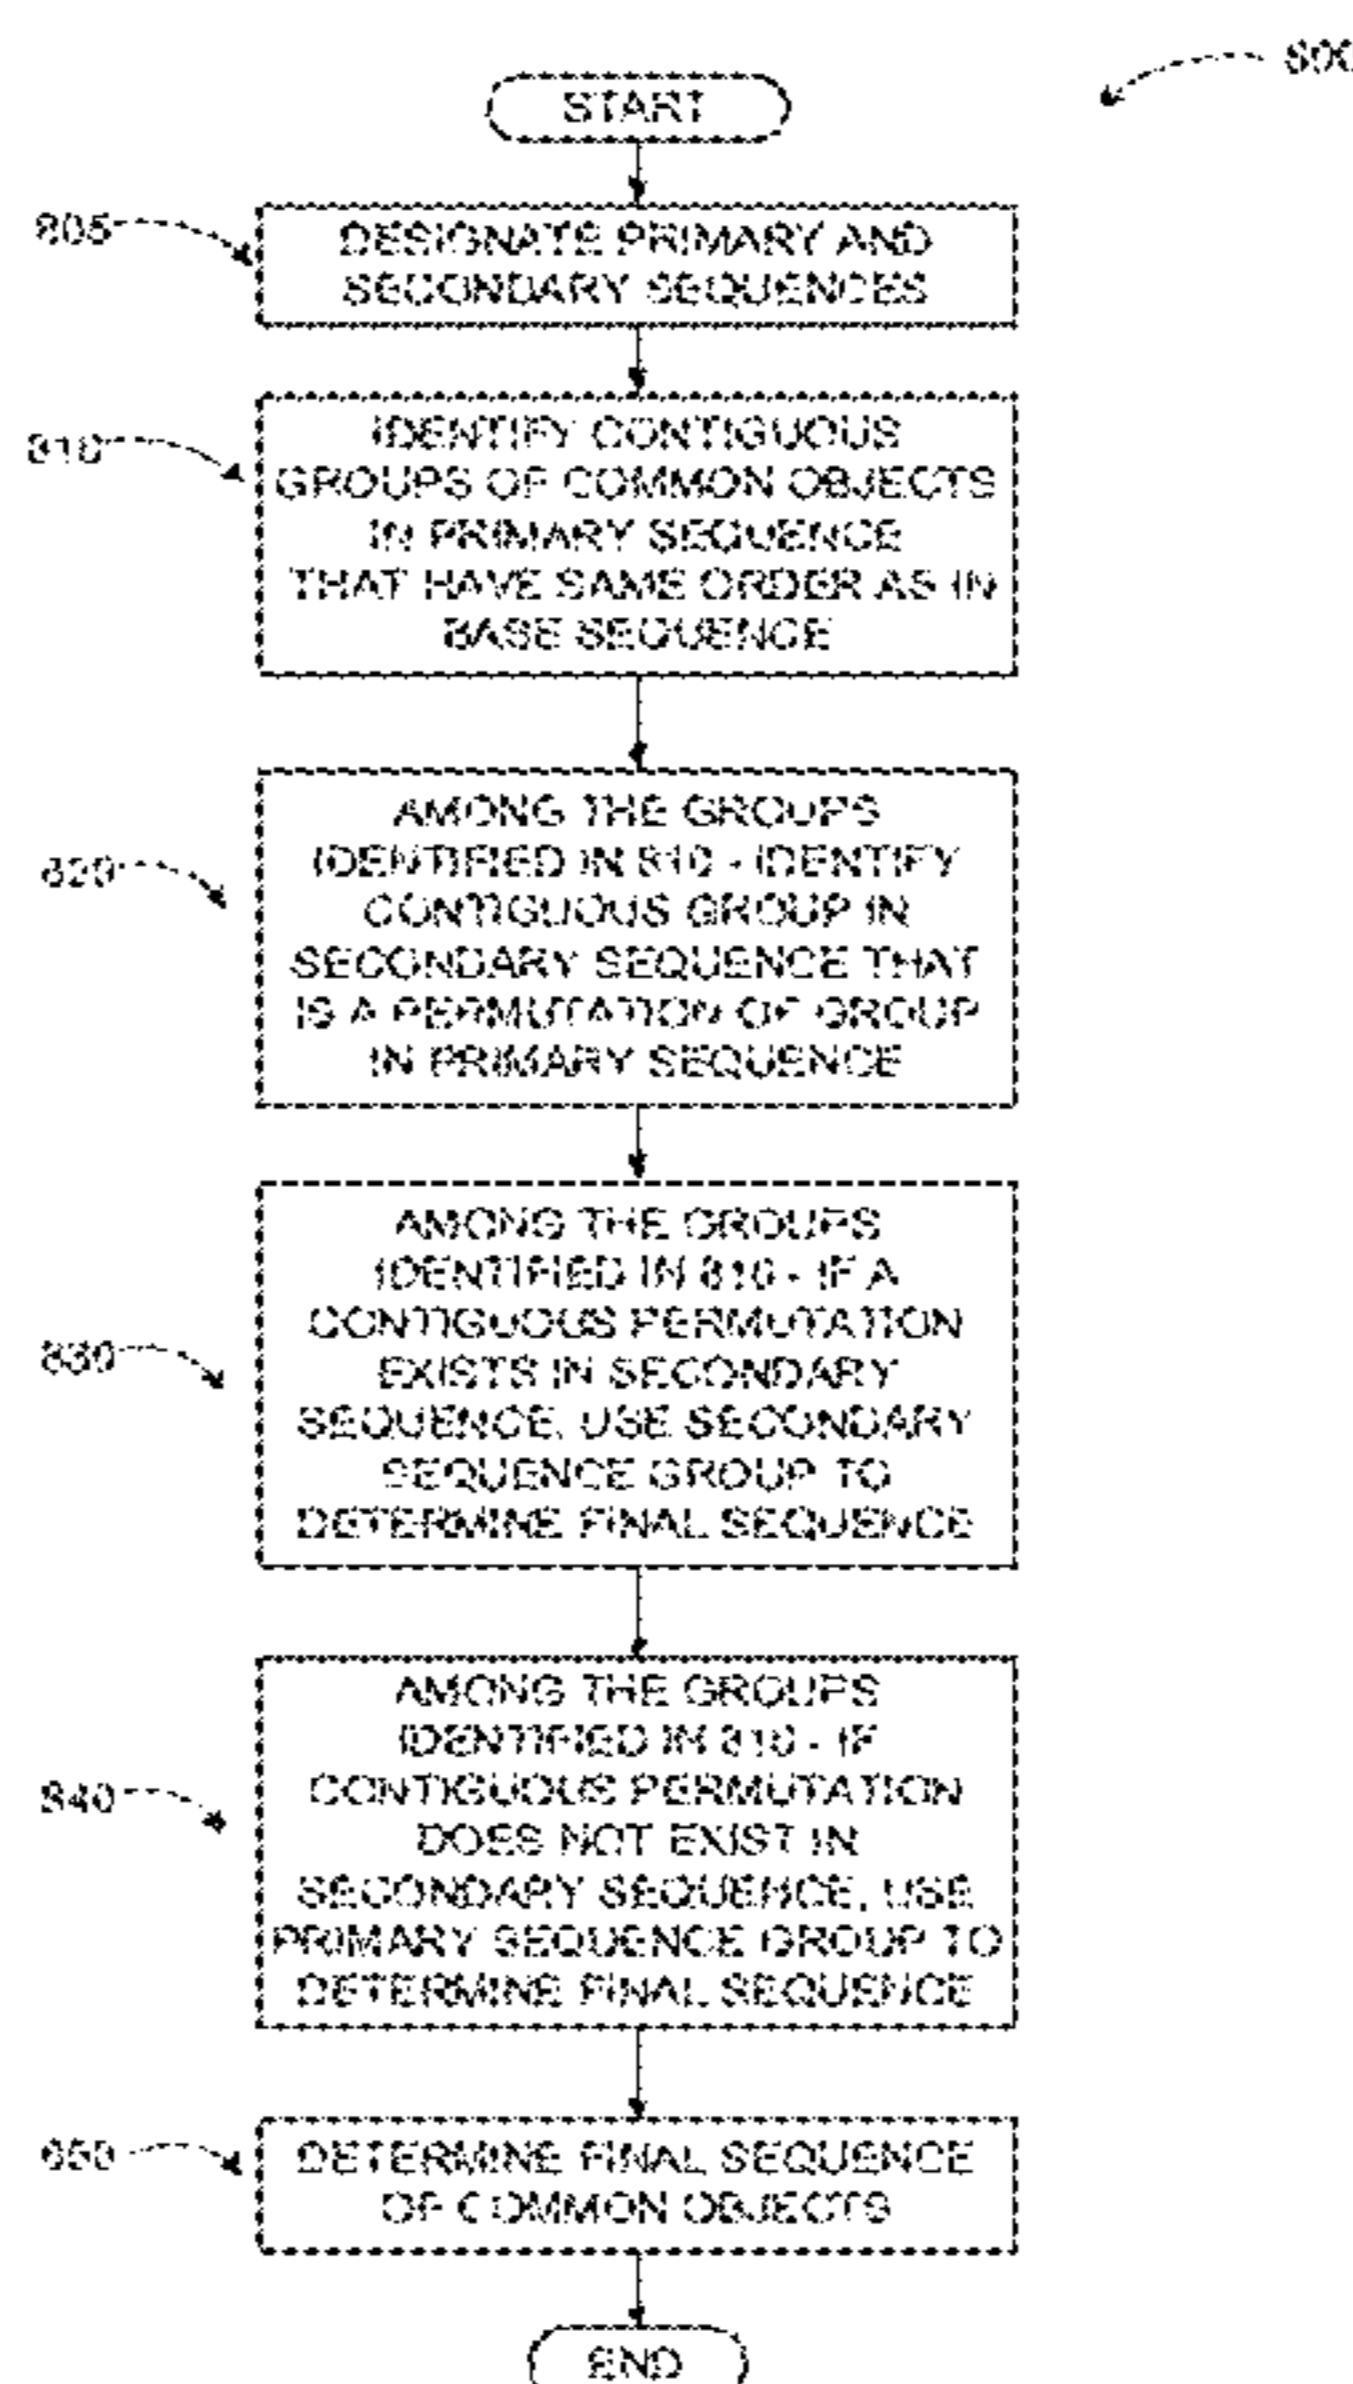 800
START
805
DESIGNATE PRIMARY AND
SECONDARY SEQUENCES
810
IDENTIFY CONTIGUOUS
GROUPS OF COMMON OBJECTS
IN PRIMARY SEQUENCE
THAT HAVE SAME ORDER AS IN
BASE SEQUENCE
820
AMONG THE GROUPS
IDENTIFIED IN 810 - IDENTIFY
CONTIGUOUS GROUP IN
SECONDARY SEQUENCE THAT
IS A PERMUTATION OF GROUP
IN PRIMARY SEQUENCE
830
AMONG THE GROUPS
IDENTIFIED IN 810 - IF A
CONTIGUOUS PERMUTATION
EXISTS IN SECONDARY
SEQUENCE, USE SECONDARY
SEQUENCE GROUP TO
DETERMINE FINAL SEQUENCE
840
AMONG THE GROUPS
IDENTIFIED IN 810 - IF
CONTIGUOUS PERMUTATION
DOES NOT EXIST IN
SECONDARY SEQUENCE, USE
PRIMARY SEQUENCE GROUP TO
DETERMINE FINAL SEQUENCE
850
DETERMINE FINAL SEQUENCE
OF COMMON OBJECTS
END